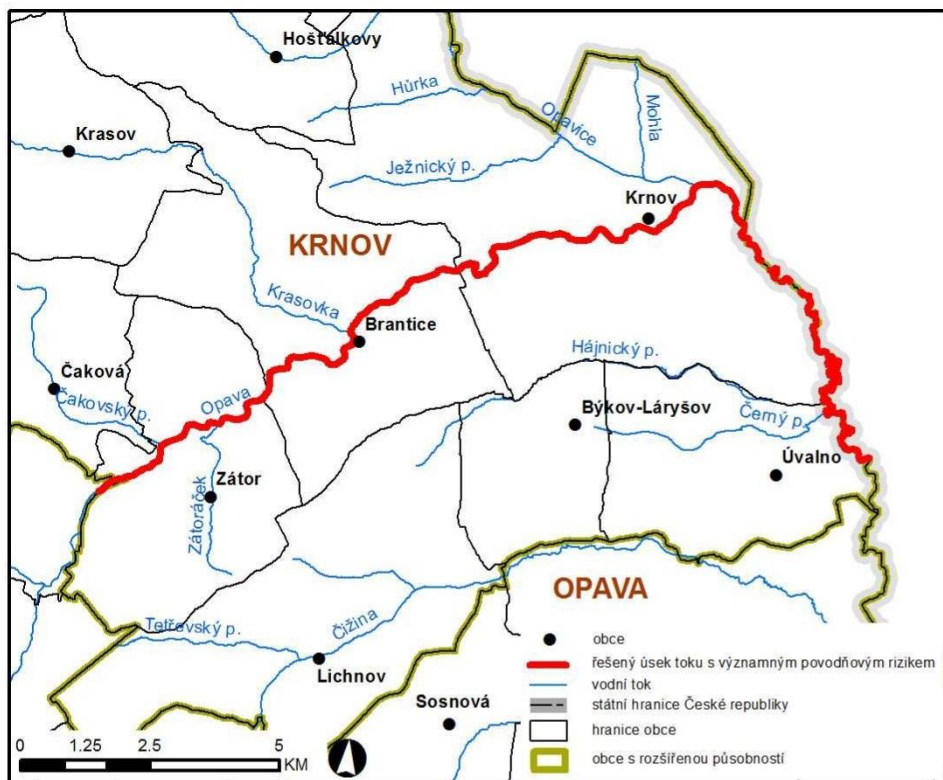 Hošťálkovy
Hůrka
Opavice
Mohla
Krasov
Ježnický p.
Krnov
KRNOV
Krasovka
Brantice
Hájnický p.
Čaková
Čakovský p.
Opava
Býkov-Láryšov
Černý p.
Úvalno
Zátor
Zátoráček
OPAVA
Čižina
Tetřevský p.
Lichnov
Sosnová
obce
řešený úsek toku s významným povodňovým rizikem
vodní tok
státní hranice České republiky
hranice obce
obce s rozšířenou působností
0 1.25 2.5 5
KM